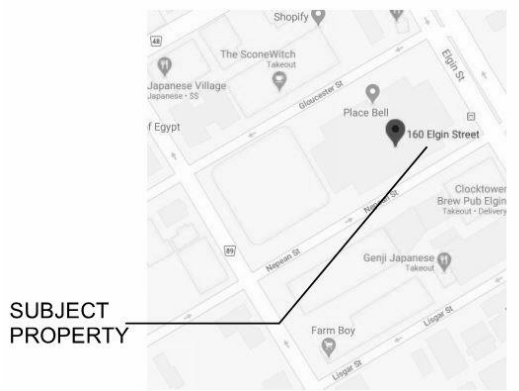 Shopify
48
The SconeWitch
Takeout
Elgin St
Japanese Village
Japanese • $$
Gloucester St
Place Bell
f Egypt
160 Elgin Street
Clocktower
Brew Pub Elgin
Takeout • Delivery
Nepean St
89
Nepean St
Genji Japanese
Takeout
SUBJECT
PROPERTY
Farm Boy
Lisgar St
Lisgar St